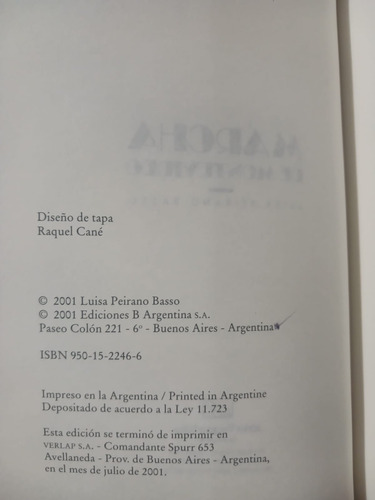 Diseño de tapa
Raquel Cané
© 2001 Luisa Peirano Basso
© 2001 Ediciones B Argentina S.A.
Paseo Colón 221 - 6º - Buenos Aires - Argentina
ISBN 950-15-2246-6
Impreso en la Argentina / Printed in Argentine
Depositado de acuerdo a la Ley 11.723
Esta edición se terminó de imprimir en
VERLAP S.A. - Comandante Spurr 653
Avellaneda - Prov. de Buenos Aires - Argentina,
en el mes de julio de 2001.